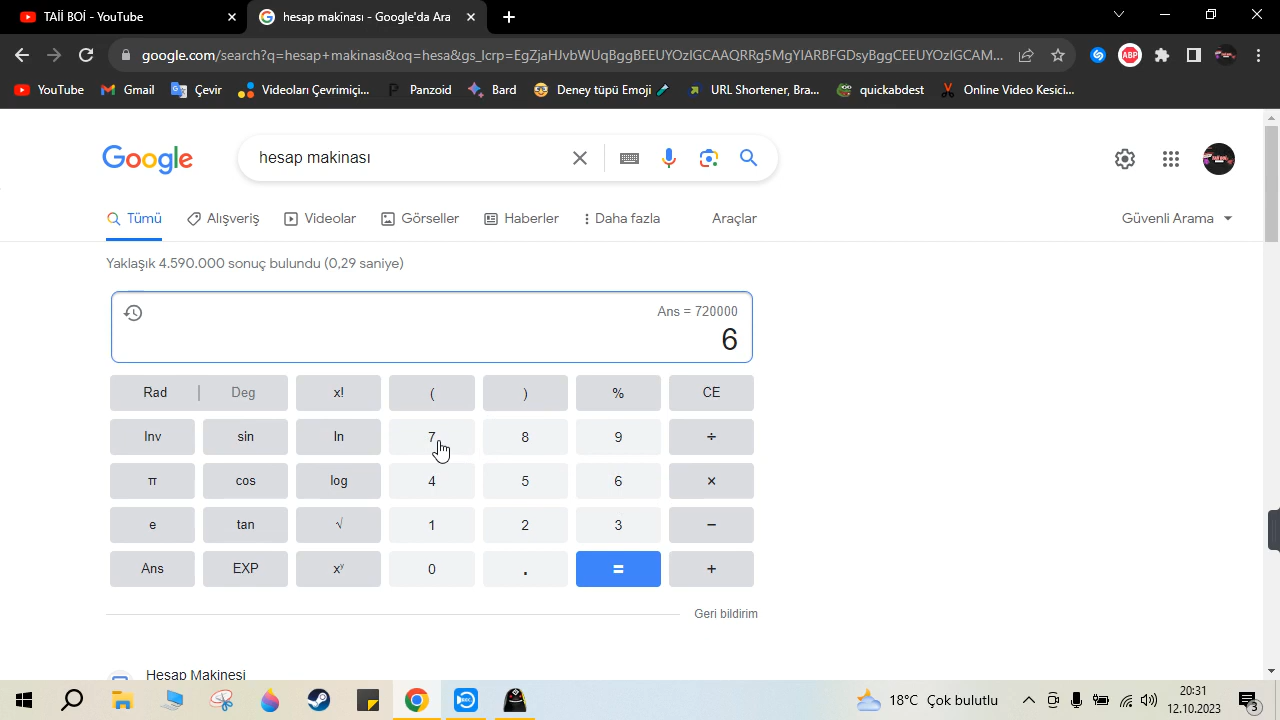 TAİİ BOİ - YouTube
hesap makinası - Google'da Ara
google.com/search?q=hesap+makinası&oq=hesa&gs_lcrp=EgZjaHJvbWUqBggBEEUYOzIGCAAQRRg5MgYIARBFGDsyBggCEEUYOzIGCAM...
ABP
YouTube
Gmail
Çevir
Videoları Çevrimiçi...
Panzoid
Bard
Deney tüpü Emoji
URL Shortener, Bra...
quickabdest
Online Video Kesici...
Google
hesap makinası
Tümü
Alışveriş
Videolar
Görseller
Haberler
Daha fazla
Araçlar
Güvenli Arama
Yaklaşık 4.590.000 sonuç bulundu (0,29 saniye)
Ans = 720000
6
Rad | Deg x! ( ) % CE
Inv sin ln 7 8 9 ÷
π cos log 4 5 6 ×
e tan √ 1 2 3 −
Ans EXP xʸ 0 . = +
Geri bildirim
Hesap Makinesi
REC
18°C Çok bulutlu
20:31
12.10.2023
3